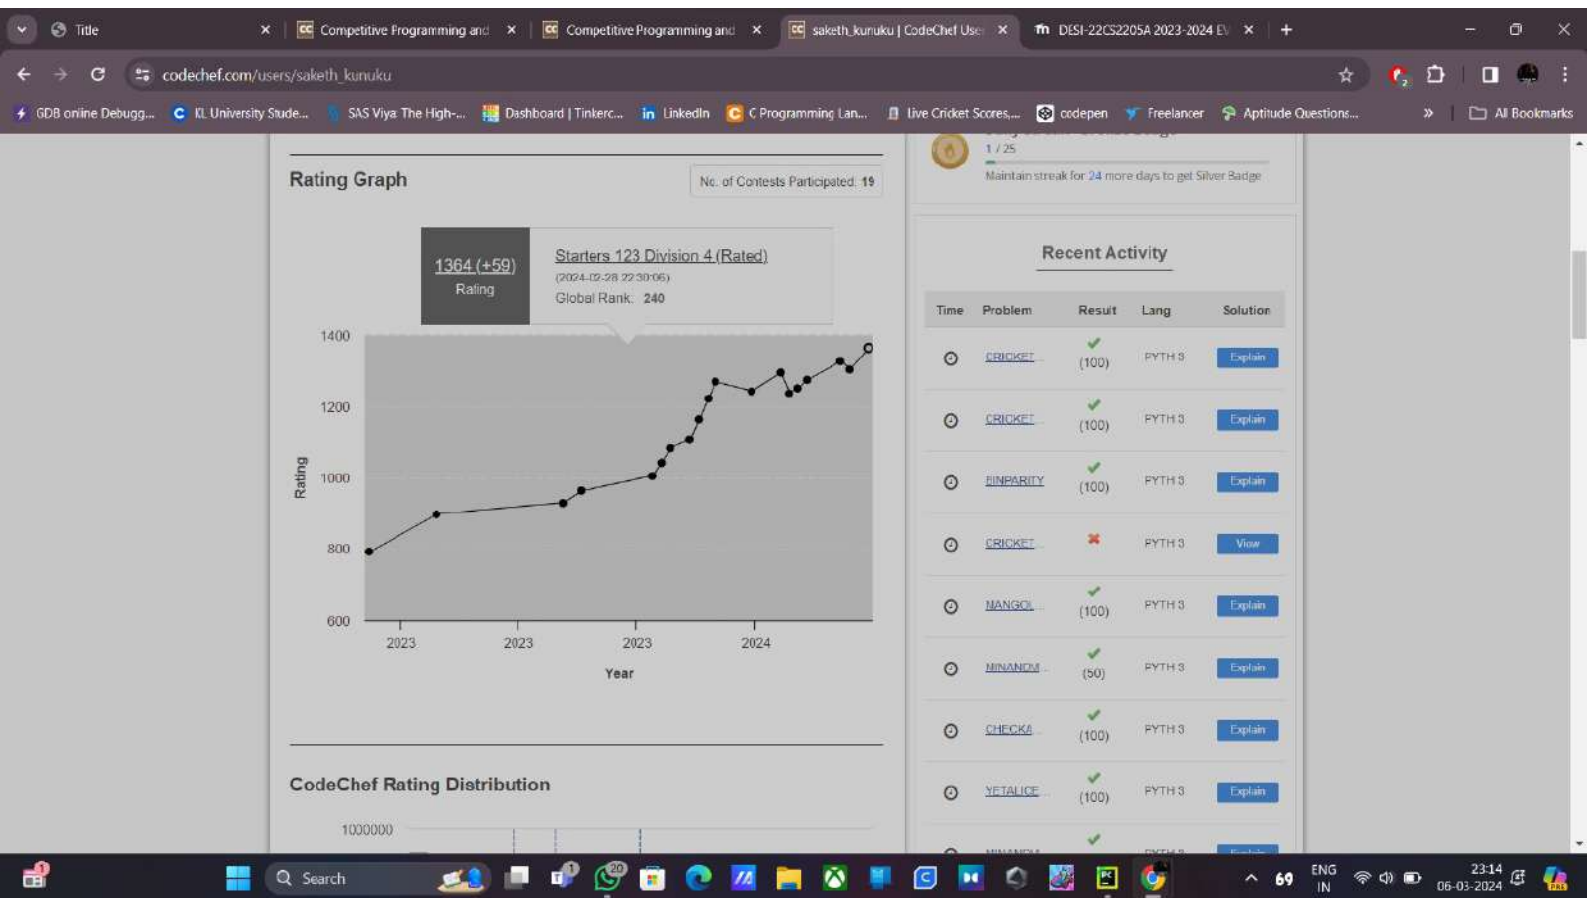 Title
Competitive Programming and
Competitive Programming and
saketh_kunuku | CodeChef Use
DESI-22CS2205A 2023-2024 EV
codechef.com/users/saketh_kunuku
GDB online Debugg...
KL University Stude...
SAS Viya: The High-...
Dashboard | Tinkerc...
LinkedIn
C Programming Lan...
Live Cricket Scores,...
codepen
Freelancer
Aptitude Questions...
»
All Bookmarks
1 / 25
Maintain streak for 24 more days to get Silver Badge
Rating Graph
No. of Contests Participated: 19
1364 (+59)
Rating
Starters 123 Division 4 (Rated)
(2024-02-28 22:30:06)
Global Rank: 240
1400
1200
1000
800
600
Rating
2023 2023 2023 2024
Year
CodeChef Rating Distribution
1000000
Recent Activity
Time Problem Result Lang Solution
CRICKET... (100) PYTH 3 Explain
CRICKET... (100) PYTH 3 Explain
BINPARITY (100) PYTH 3 Explain
CRICKET... PYTH 3 View
MANGOL... (100) PYTH 3 Explain
MINANDM... (50) PYTH 3 Explain
CHECKA... (100) PYTH 3 Explain
YETALICE... (100) PYTH 3 Explain
Search
20
69
ENG
IN
23:14
06-03-2024